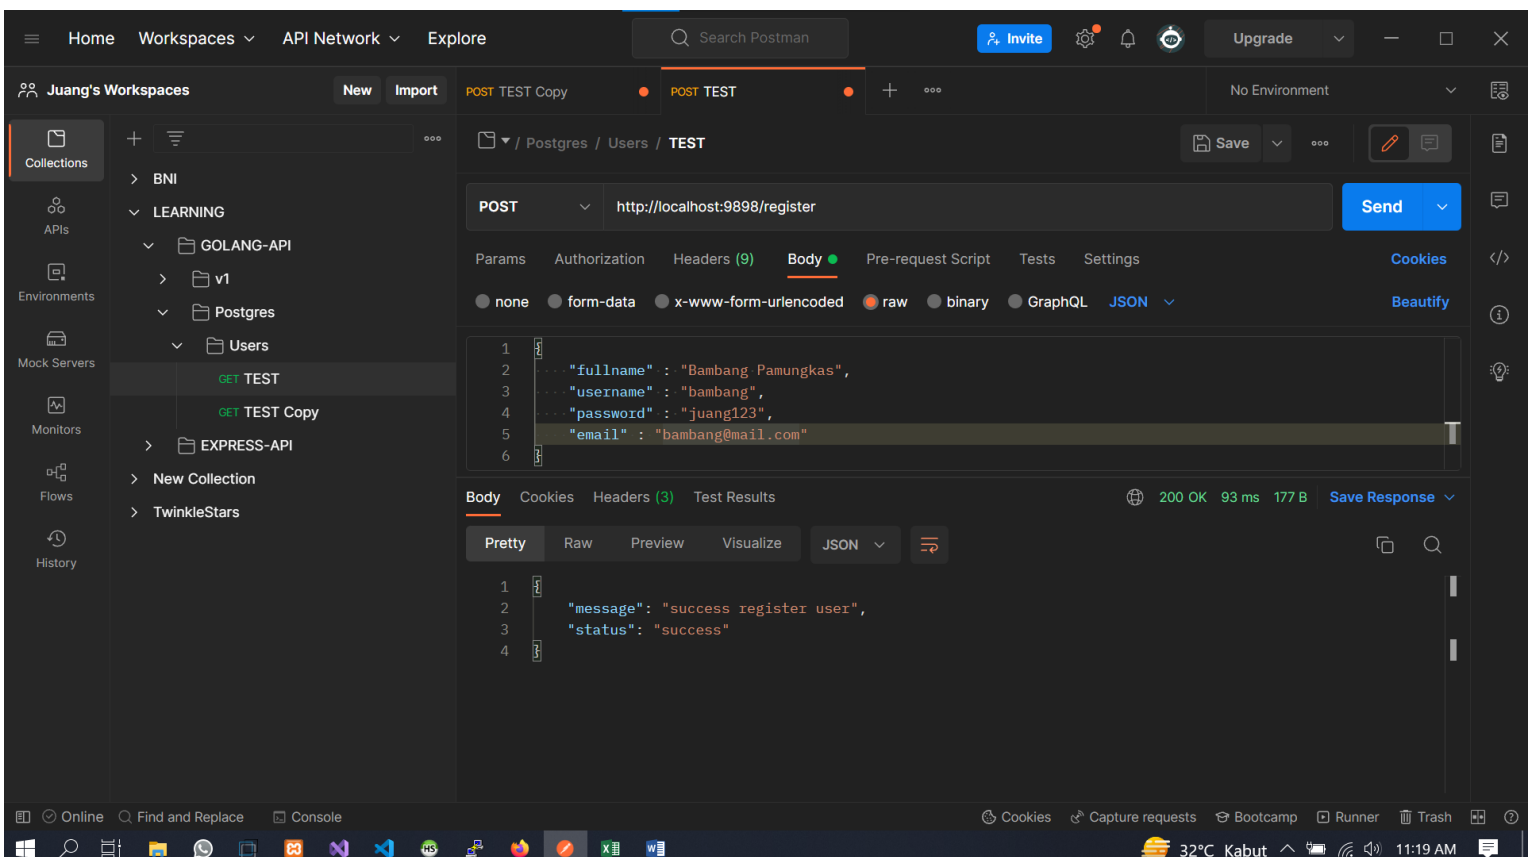 Home Workspaces API Network Explore Search Postman Invite Upgrade
Juang's Workspaces New Import POST TEST Copy POST TEST No Environment
Collections
APIs
Environments
Mock Servers
Monitors
Flows
History
BNI
LEARNING
GOLANG-API
v1
Postgres
Users
GET TEST
GET TEST Copy
EXPRESS-API
New Collection
TwinkleStars
/ Postgres / Users / TEST Save
POST http://localhost:9898/register Send
Params Authorization Headers (9) Body Pre-request Script Tests Settings Cookies
none form-data x-www-form-urlencoded raw binary GraphQL JSON Beautify
1 {
2 "fullname" : "Bambang Pamungkas",
3 "username" : "bambang",
4 "password" : "juang123",
5 "email" : "bambang@mail.com"
6 }
Body Cookies Headers (3) Test Results 200 OK 93 ms 177 B Save Response
Pretty Raw Preview Visualize JSON
1 {
2 "message": "success register user",
3 "status": "success"
4 }
Online Find and Replace Console Cookies Capture requests Bootcamp Runner Trash
32°C Kabut 11:19 AM